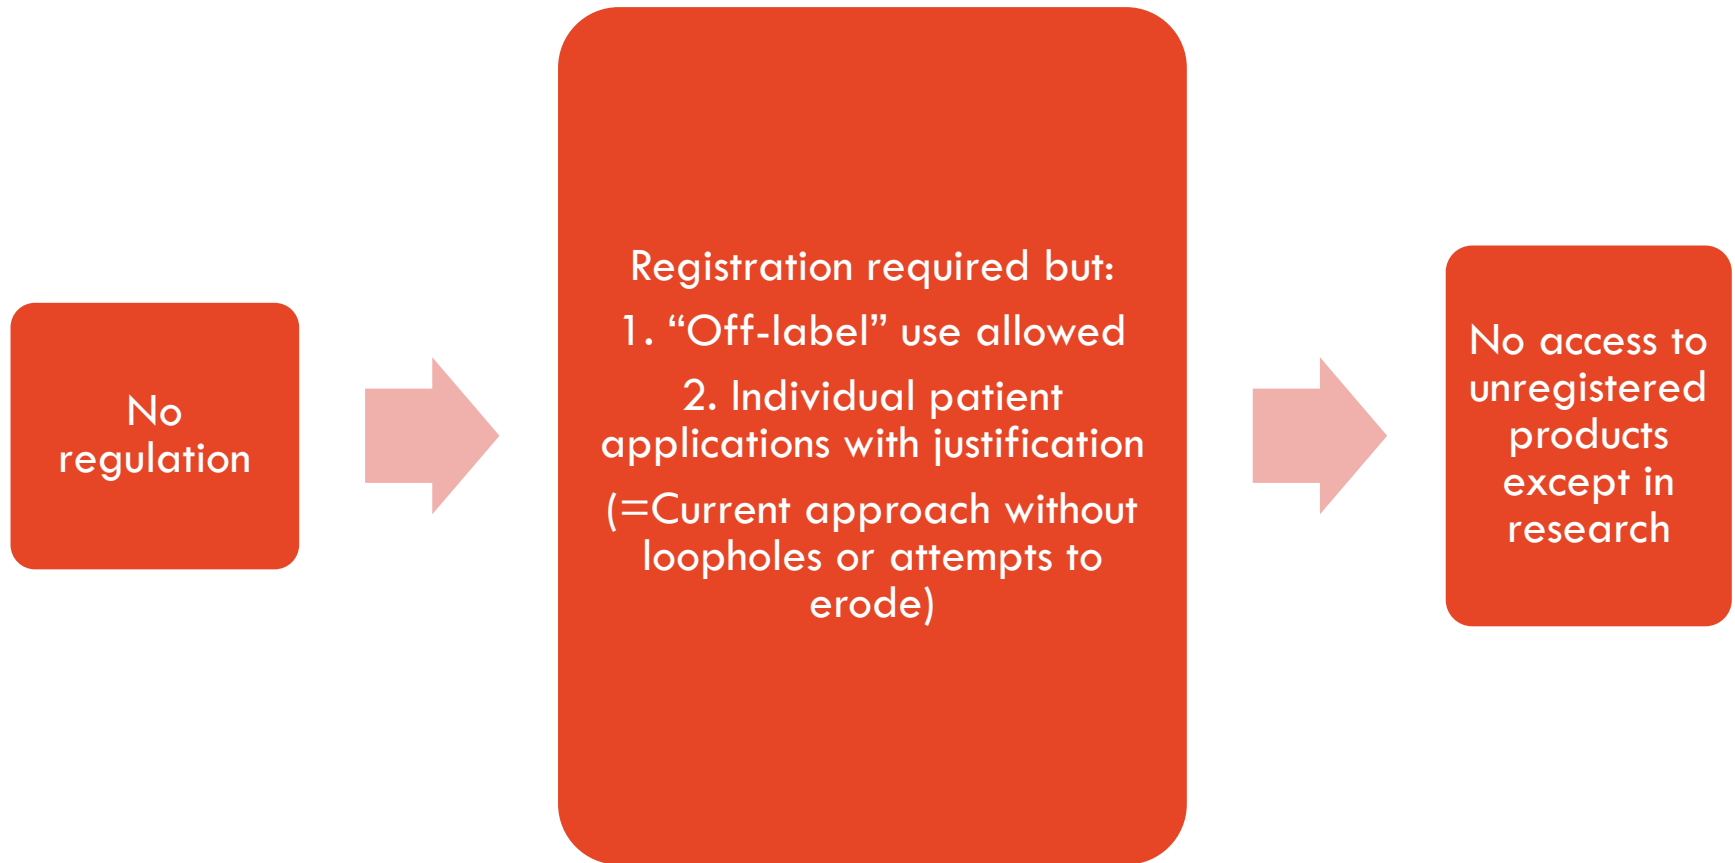 No
regulation
Registration required but:
1. “Off-label” use allowed
2. Individual patient
applications with justification
(=Current approach without
loopholes or attempts to
erode)
No access to
unregistered
products
except in
research